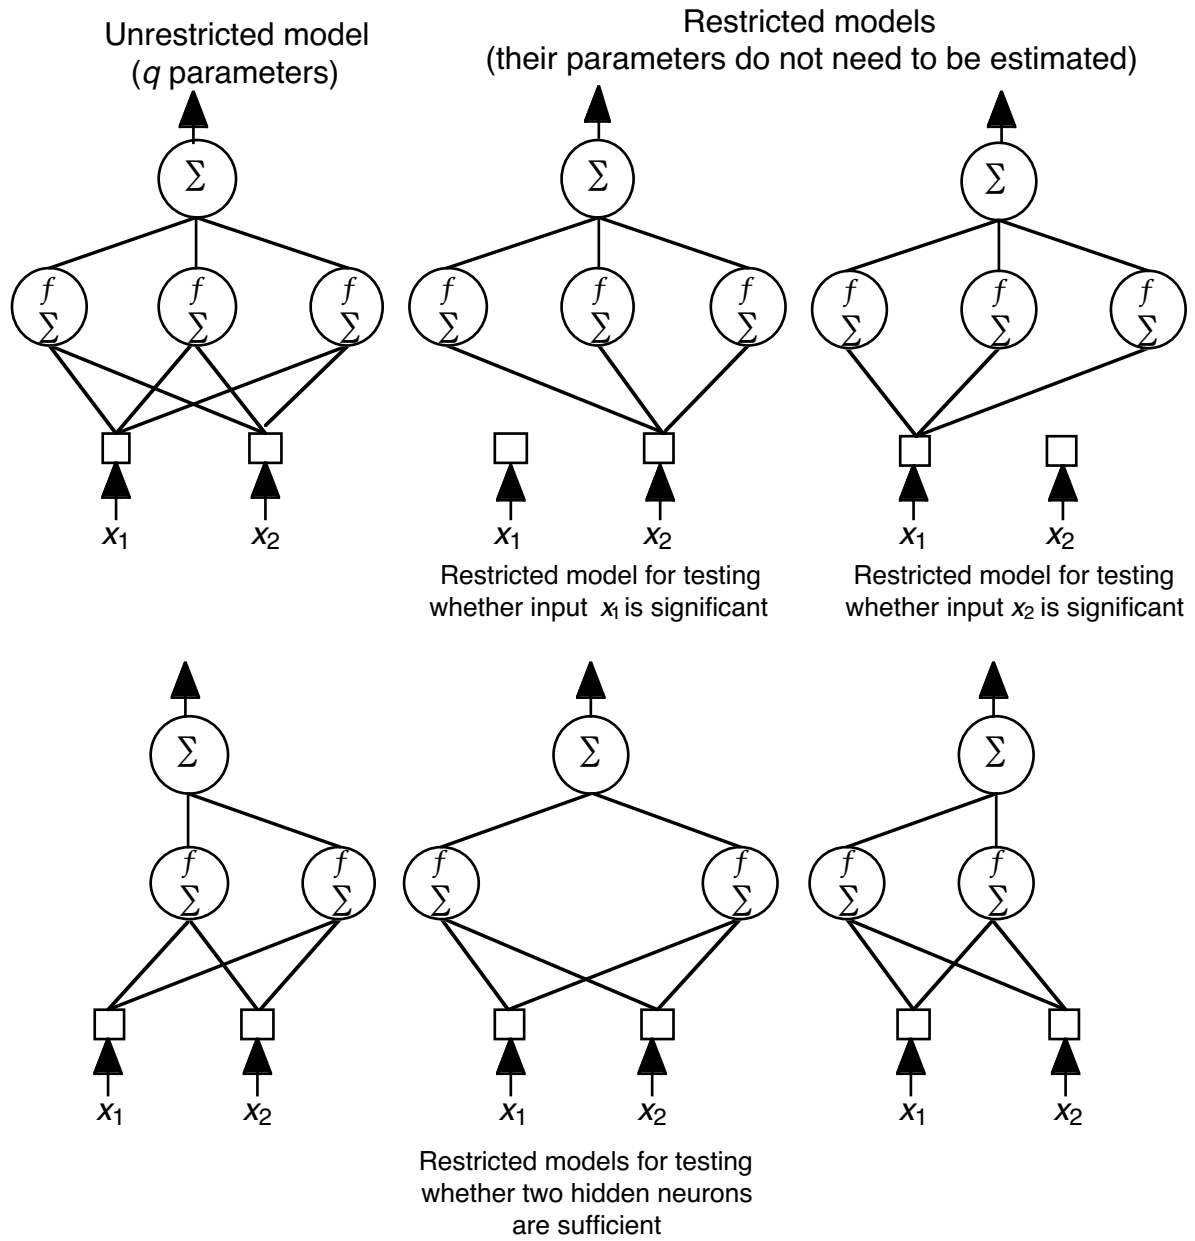 Unrestricted model
(q parameters)
Restricted models
(their parameters do not need to be estimated)
Σ
Σ
Σ
f
f
f
f
f
f
f
f
f
Σ
Σ
Σ
Σ
Σ
Σ
Σ
Σ
Σ
x1
x2
x1
x2
x1
x2
Restricted model for testing
whether input x1 is significant
Restricted model for testing
whether input x2 is significant
Σ
Σ
Σ
f
f
f
f
f
f
Σ
Σ
Σ
Σ
Σ
Σ
x1
x2
x1
x2
x1
x2
Restricted models for testing
whether two hidden neurons
are sufficient